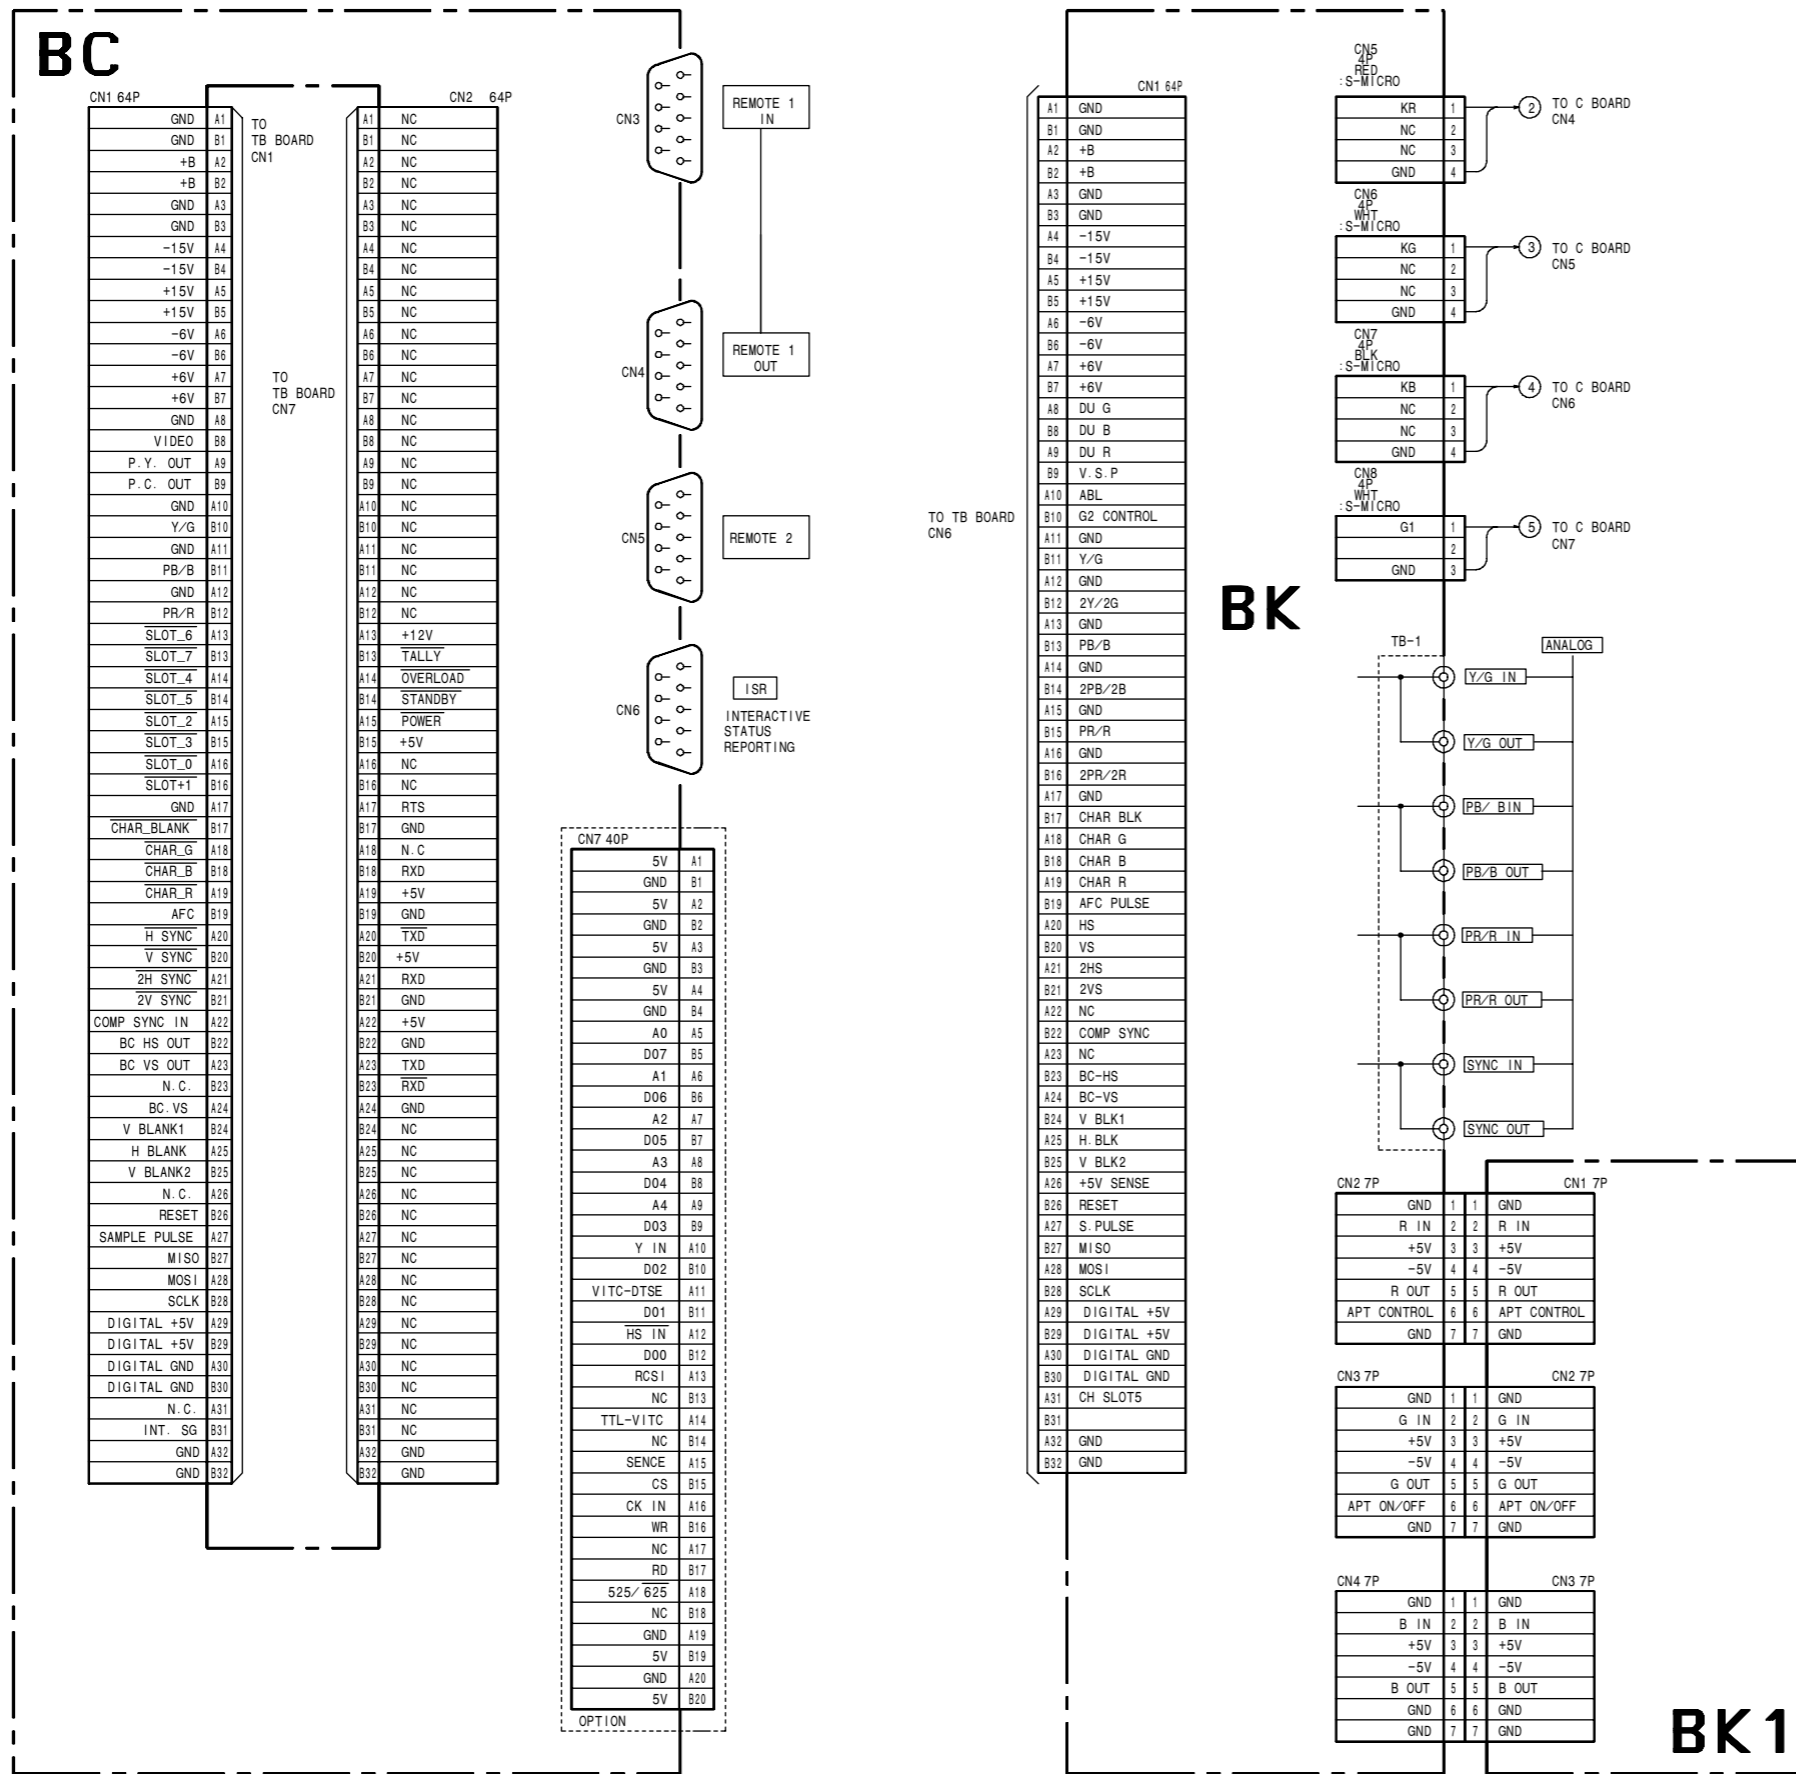 BC
CN1 64P
GND A1
GND B1
+B A2
+B B2
GND A3
GND B3
-15V A4
-15V B4
+15V A5
+15V B5
-6V A6
-6V B6
+6V A7
+6V B7
GND A8
VIDEO B8
P.Y. OUT A9
P.C. OUT B9
GND A10
Y/G B10
GND A11
PB/B B11
GND A12
PR/R B12
SLOT_6 A13
SLOT_7 B13
SLOT_4 A14
SLOT_5 B14
SLOT_2 A15
SLOT_3 B15
SLOT_0 A16
SLOT+1 B16
GND A17
CHAR_BLANK B17
CHAR_G A18
CHAR_B B18
CHAR_R A19
AFC B19
H SYNC A20
V SYNC B20
2H SYNC A21
2V SYNC B21
COMP SYNC IN A22
BC HS OUT B22
BC VS OUT A23
N.C. B23
BC.VS A24
V BLANK1 B24
H BLANK A25
V BLANK2 B25
N.C. A26
RESET B26
SAMPLE PULSE A27
MISO B27
MOSI A28
SCLK B28
DIGITAL +5V A29
DIGITAL +5V B29
DIGITAL GND A30
DIGITAL GND B30
N.C. A31
INT. SG B31
GND A32
GND B32
TO
TB BOARD
CN1
TO
TB BOARD
CN7
CN2 64P
A1 NC
B1 NC
A2 NC
B2 NC
A3 NC
B3 NC
A4 NC
B4 NC
A5 NC
B5 NC
A6 NC
B6 NC
A7 NC
B7 NC
A8 NC
B8 NC
A9 NC
B9 NC
A10 NC
B10 NC
A11 NC
B11 NC
A12 NC
B12 NC
A13 +12V
B13 TALLY
A14 OVERLOAD
B14 STANDBY
A15 POWER
B15 +5V
A16 NC
B16 NC
A17 RTS
B17 GND
A18 N.C
B18 RXD
A19 +5V
B19 GND
A20 TXD
B20 +5V
A21 RXD
B21 GND
A22 +5V
B22 GND
A23 TXD
B23 RXD
A24 GND
B24 NC
A25 NC
B25 NC
A26 NC
B26 NC
A27 NC
B27 NC
A28 NC
B28 NC
A29 NC
B29 NC
A30 NC
B30 NC
A31 NC
B31 NC
A32 GND
B32 GND
CN3
REMOTE 1
IN
CN4
REMOTE 1
OUT
CN5
REMOTE 2
CN6
ISR
INTERACTIVE
STATUS
REPORTING
CN7 40P
5V A1
GND B1
5V A2
GND B2
5V A3
GND B3
5V A4
GND B4
A0 A5
D07 B5
A1 A6
D06 B6
A2 A7
D05 B7
A3 A8
D04 B8
A4 A9
D03 B9
Y IN A10
D02 B10
VITC-DTSE A11
D01 B11
HS IN A12
D00 B12
RCSI A13
NC B13
TTL-VITC A14
NC B14
SENCE A15
CS B15
CK IN A16
WR B16
NC A17
RD B17
525/625 A18
NC B18
GND A19
5V B19
GND A20
5V B20
OPTION
TO TB BOARD
CN6
CN1 64P
A1 GND
B1 GND
A2 +B
B2 +B
A3 GND
B3 GND
A4 -15V
B4 -15V
A5 +15V
B5 +15V
A6 -6V
B6 -6V
A7 +6V
B7 +6V
A8 DU G
B8 DU B
A9 DU R
B9 V.S.P
A10 ABL
B10 G2 CONTROL
A11 GND
B11 Y/G
A12 GND
B12 2Y/2G
A13 GND
B13 PB/B
A14 GND
B14 2PB/2B
A15 GND
B15 PR/R
A16 GND
B16 2PR/2R
A17 GND
B17 CHAR BLK
A18 CHAR G
B18 CHAR B
A19 CHAR R
B19 AFC PULSE
A20 HS
B20 VS
A21 2HS
B21 2VS
A22 NC
B22 COMP SYNC
A23 NC
B23 BC-HS
A24 BC-VS
B24 V BLK1
A25 H.BLK
B25 V BLK2
A26 +5V SENSE
B26 RESET
A27 S.PULSE
B27 MISO
A28 MOSI
B28 SCLK
A29 DIGITAL +5V
B29 DIGITAL +5V
A30 DIGITAL GND
B30 DIGITAL GND
A31 CH SLOT5
B31
A32 GND
B32 GND
BK
CN5
4P
RED
:S-MICRO
KR 1
NC 2
NC 3
GND 4
2 TO C BOARD
CN4
CN6
4P
WHT
:S-MICRO
KG 1
NC 2
NC 3
GND 4
3 TO C BOARD
CN5
CN7
4P
BLK
:S-MICRO
KB 1
NC 2
NC 3
GND 4
4 TO C BOARD
CN6
CN8
4P
WHT
:S-MICRO
G1 1
2
GND 3
5 TO C BOARD
CN7
TB-1
ANALOG
Y/G IN
Y/G OUT
PB/ BIN
PB/B OUT
PR/R IN
PR/R OUT
SYNC IN
SYNC OUT
CN2 7P CN1 7P
GND 1 1 GND
R IN 2 2 R IN
+5V 3 3 +5V
-5V 4 4 -5V
R OUT 5 5 R OUT
APT CONTROL 6 6 APT CONTROL
GND 7 7 GND
CN3 7P CN2 7P
GND 1 1 GND
G IN 2 2 G IN
+5V 3 3 +5V
-5V 4 4 -5V
G OUT 5 5 G OUT
APT ON/OFF 6 6 APT ON/OFF
GND 7 7 GND
CN4 7P CN3 7P
GND 1 1 GND
B IN 2 2 B IN
+5V 3 3 +5V
-5V 4 4 -5V
B OUT 5 5 B OUT
GND 6 6 GND
GND 7 7 GND
BK1